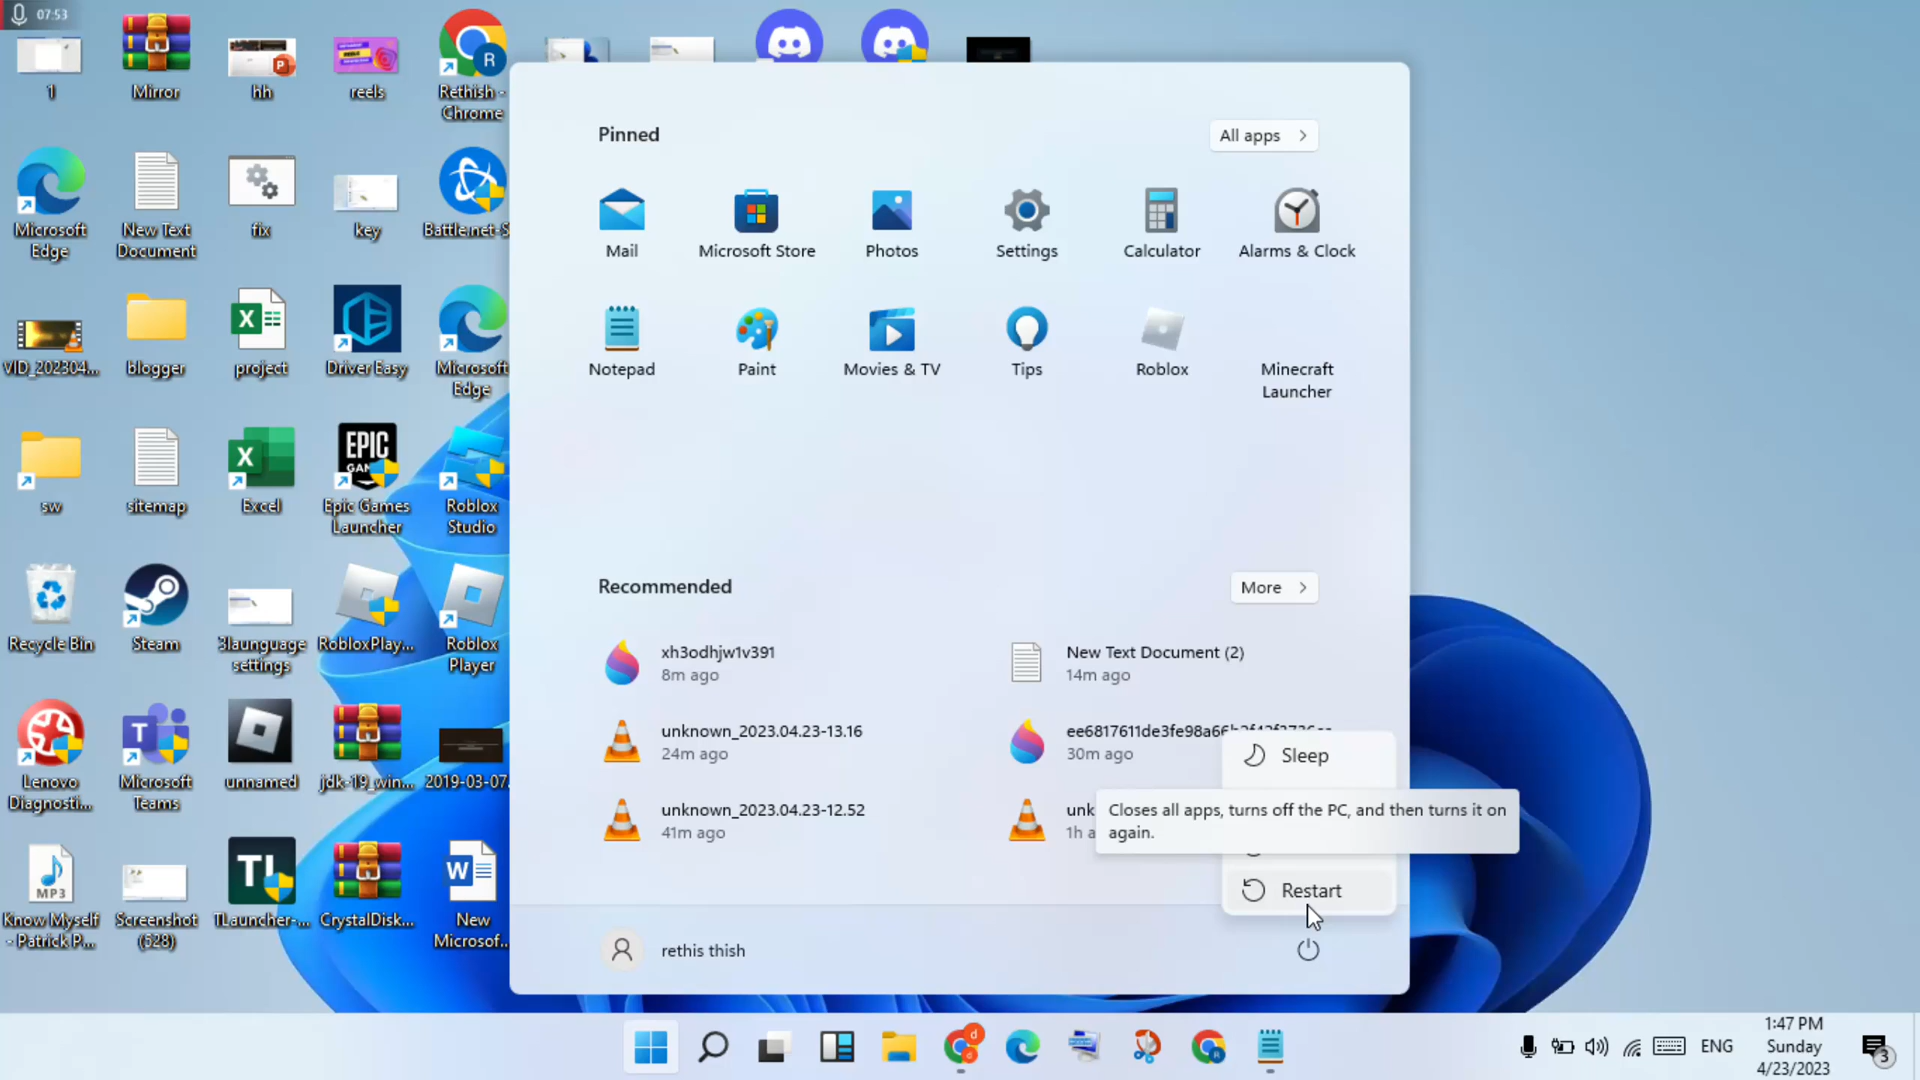 07:53
1
Mirror
hh
reels
Rethish -
Chrome
Microsoft
Edge
New Text
Document
fix
key
Battle.net-S
VID_202304...
blogger
project
Driver Easy
Microsoft
Edge
sw
sitemap
Excel
EPIC
Epic Games
Launcher
Roblox
Studio
Recycle Bin
Steam
3launguage
settings
RobloxPlay...
Roblox
Player
Lenovo
Diagnosti...
Microsoft
Teams
unnamed
jdk-19_win...
2019-03-07.
MP3
Know Myself
- Patrick P...
Screenshot
(528)
TL
TLauncher-...
CrystalDisk...
New
Microsof..
Pinned
All apps
Mail
Microsoft Store
Photos
Settings
Calculator
Alarms & Clock
Notepad
Paint
Movies & TV
Tips
Roblox
Minecraft
Launcher
Recommended
More
xh3odhjw1v391
8m ago
New Text Document (2)
14m ago
unknown_2023.04.23-13.16
24m ago
30m ago
unknown_2023.04.23-12.52
41m ago
unk
1h a
Sleep
Closes all apps, turns off the PC, and then turns it on
again.
Restart
rethis thish
ENG
1:47 PM
Sunday
4/23/2023
3